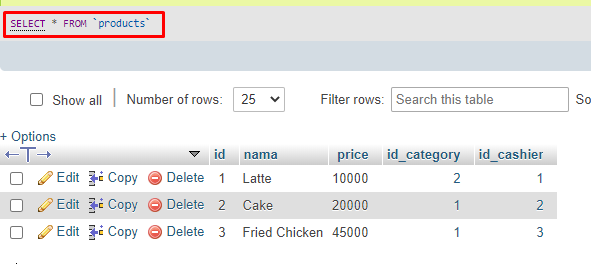 SELECT * FROM `products`
Show all | Number of rows: 25 Filter rows: Search this table So
+ Options
←T→ id nama price id_category id_cashier
Edit Copy Delete 1 Latte 10000 2 1
Edit Copy Delete 2 Cake 20000 1 2
Edit Copy Delete 3 Fried Chicken 45000 1 3